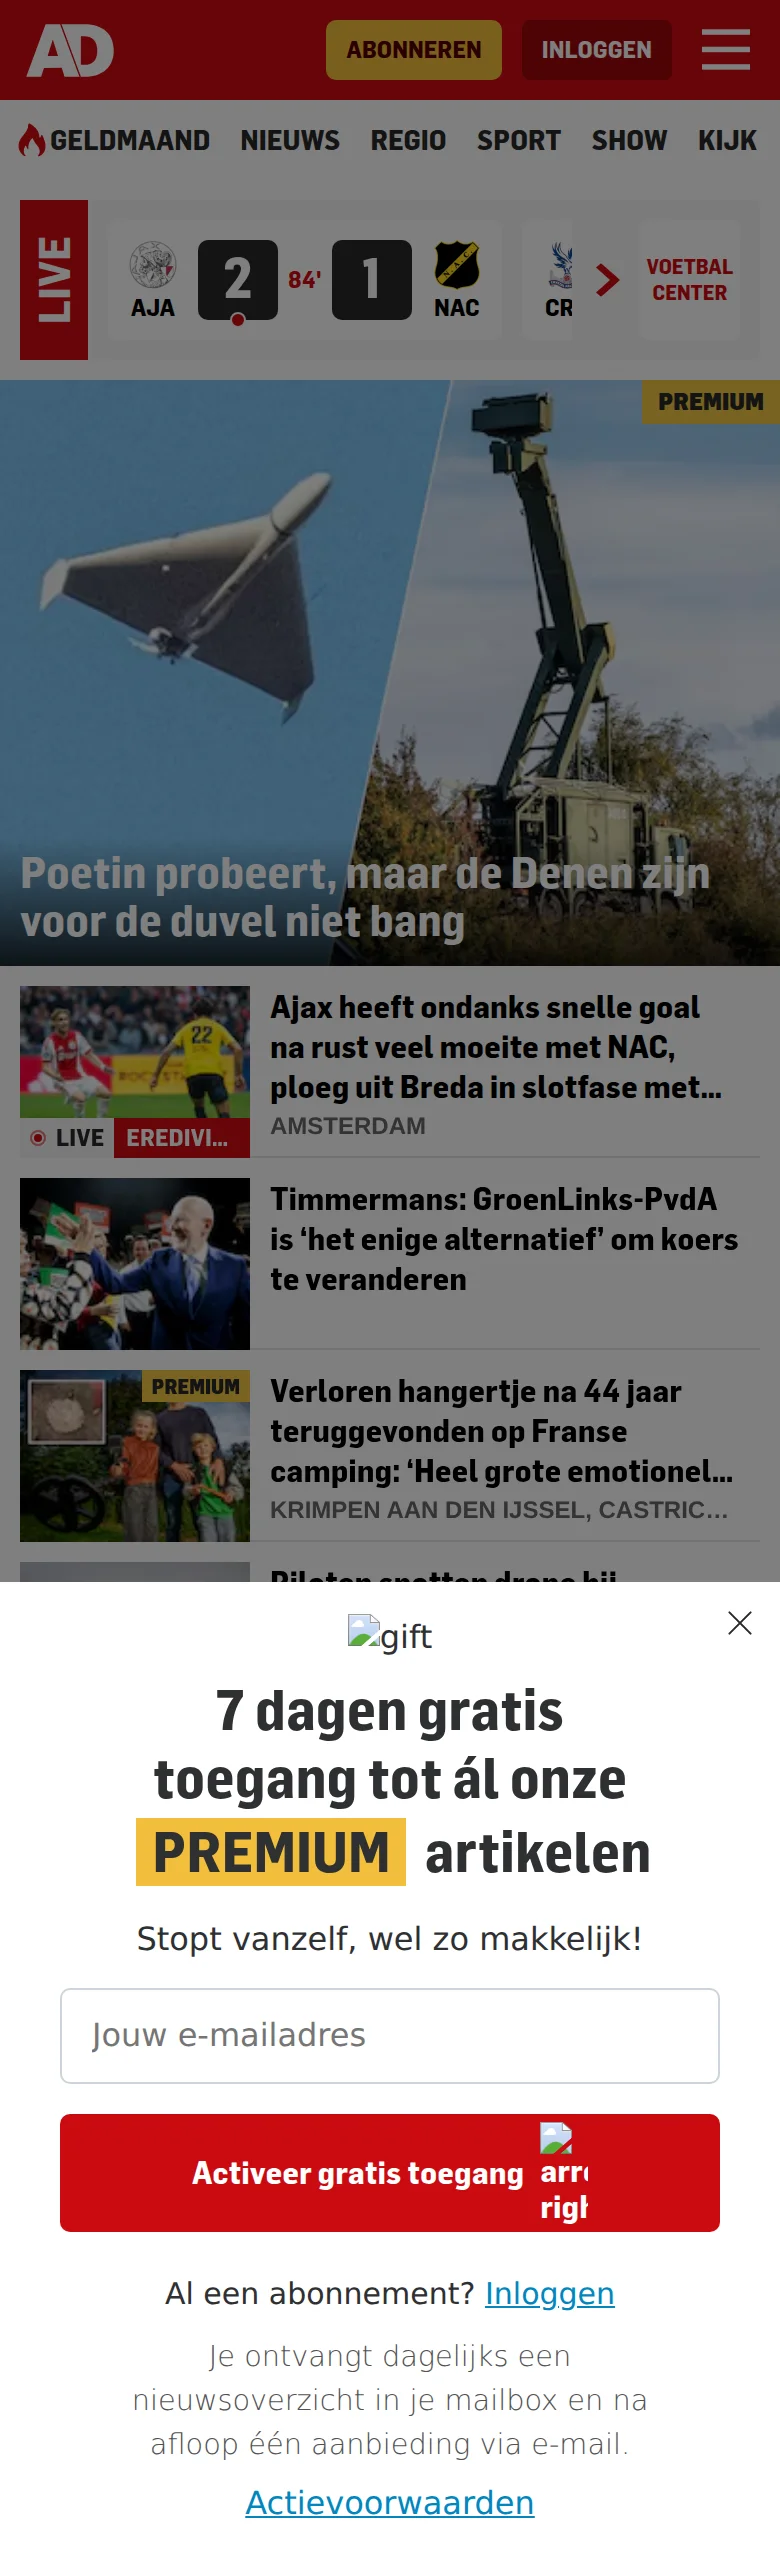 AD
ABONNEREN
INLOGGEN
GELDMAAND NIEUWS REGIO SPORT SHOW KIJK
LIVE
AJA
2
84'
1
NAC
CR
VOETBAL
CENTER
PREMIUM
Poetin probeert, maar de Denen zijn
voor de duvel niet bang
Ajax heeft ondanks snelle goal
na rust veel moeite met NAC,
ploeg uit Breda in slotfase met...
AMSTERDAM
22
LIVE EREDIVI...
Timmermans: GroenLinks-PvdA
is ‘het enige alternatief’ om koers
te veranderen
PREMIUM
Verloren hangertje na 44 jaar
teruggevonden op Franse
camping: ‘Heel grote emotionel...
KRIMPEN AAN DEN IJSSEL, CASTRIC...
gift
7 dagen gratis
toegang tot ál onze
PREMIUM artikelen
Stopt vanzelf, wel zo makkelijk!
Jouw e-mailadres
Activeer gratis toegang
Al een abonnement? Inloggen
Je ontvangt dagelijks een
nieuwsoverzicht in je mailbox en na
afloop één aanbieding via e-mail.
Actievoorwaarden